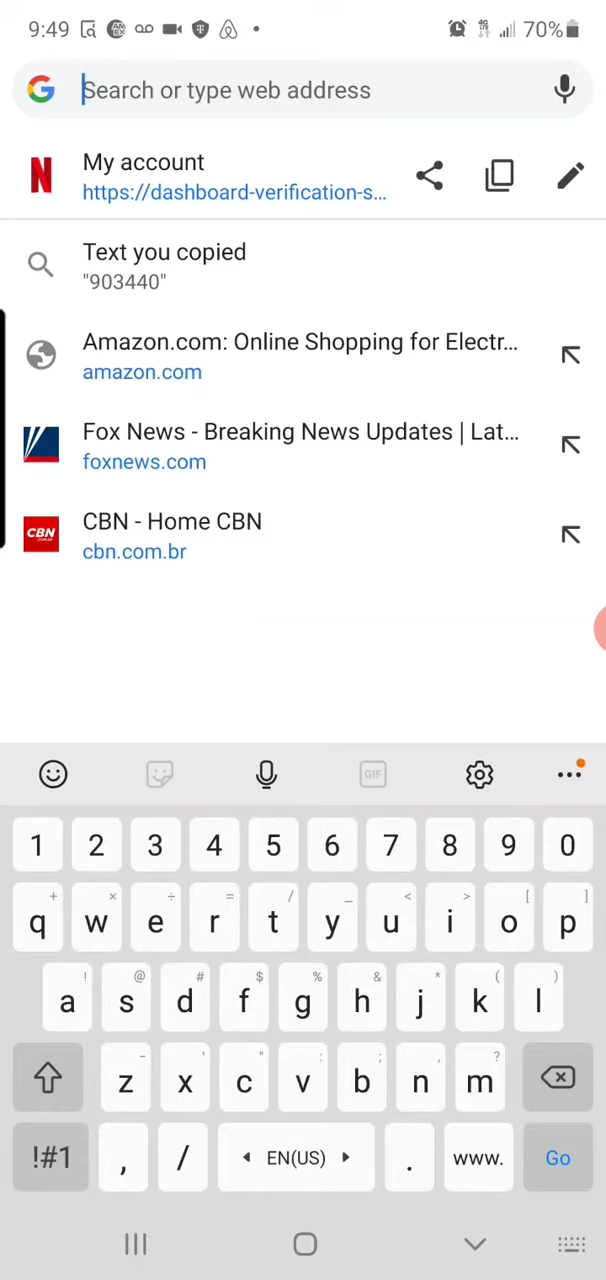 9:49 70%
Search or type web address
My account
https://dashboard-verification-s...
Text you copied
"903440"
Amazon.com: Online Shopping for Electr...
amazon.com
Fox News - Breaking News Updates | Lat...
foxnews.com
CBN
CBN - Home CBN
cbn.com.br
GIF
1 2 3 4 5 6 7 8 9 0
+ × ÷ = / _ < > [ ]
q w e r t y u i o p
! @ # $ % & * ( )
a s d f g h j k l
- ' " : ; , ?
z x c v b n m
!#1 , / EN(US) . www. Go